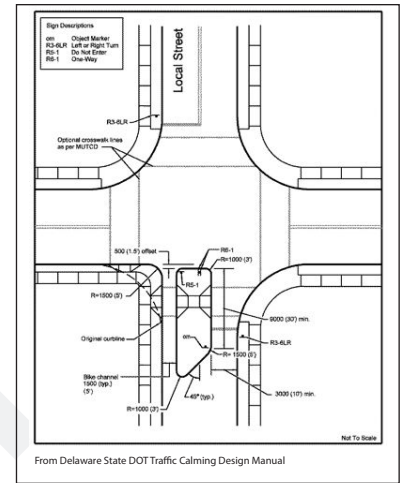 Sign Descriptions
om Object Marker
R3-6LR Left or Right Turn
R5-1 Do Not Enter
R6-1 One-Way
Local Street
R3-6LR
Optional crosswalk lines
as per MUTCD
500 (1.5') offset
R6-1
R=1000 (3')
R5-1
R=1500 (5')
9000 (30') min.
Original curbline
om
R3-6LR
R= 1500 (5')
Bike channel
1500 (typ.)
(5')
3000 (10') min.
45° (typ.)
R=1000 (3')
Not To Scale
From Delaware State DOT Traffic Calming Design Manual